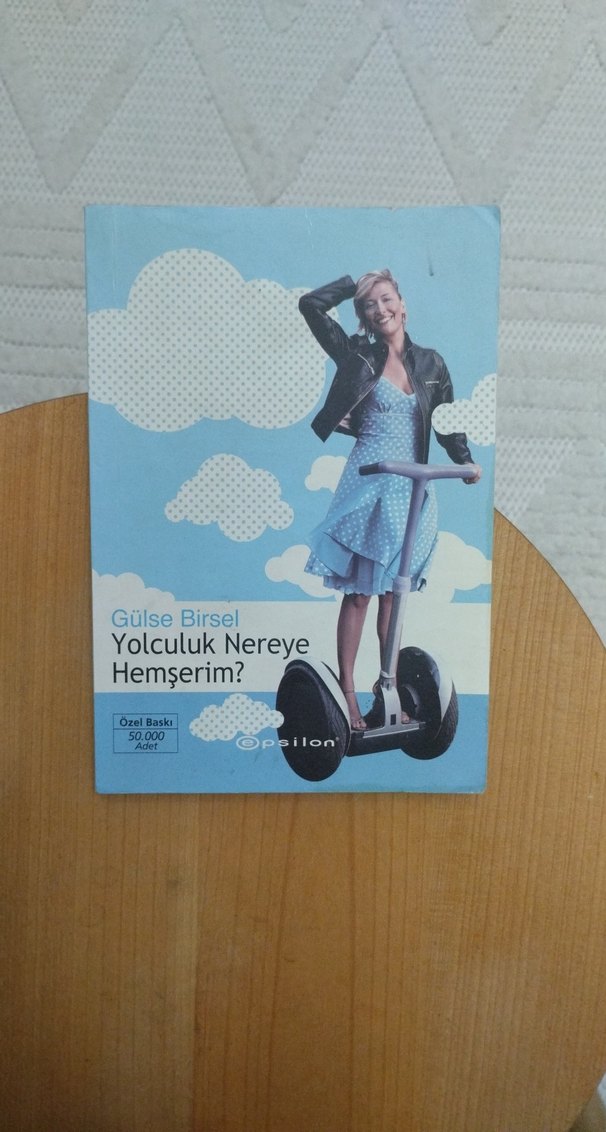 Gülse Birsel
Yolculuk Nereye
Hemşerim?
Özel Baskı
50.000
Adet
epsilon®